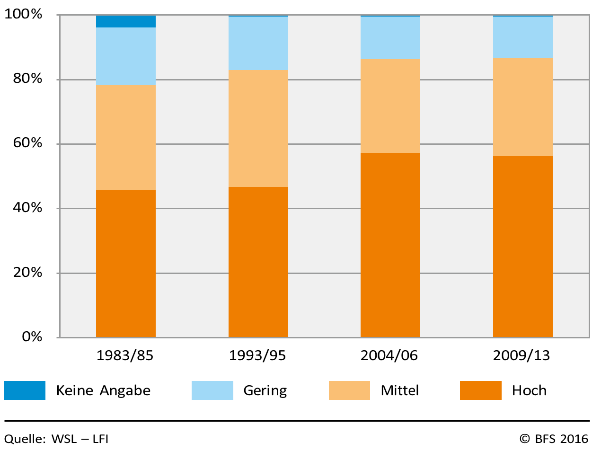 100%
80%
60%
40%
20%
0%
1983/85 1993/95 2004/06 2009/13
Keine Angabe Gering Mittel Hoch
Quelle: WSL – LFI © BFS 2016